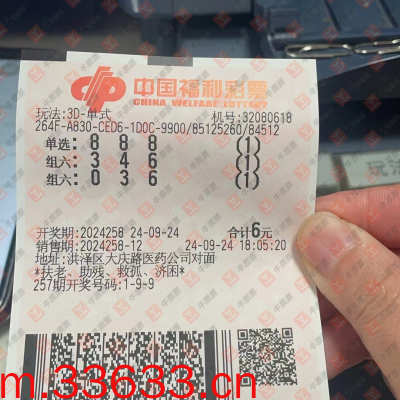 中国福利彩票
CHINA WELFARE LOTTERY
玩法:3D-单式 机号:32080618
264F-A830-CED6-1D0C-9900/85125260/84512
单选: 8 8 8 (1)
组六: 3 4 6 (1)
组六: 0 3 6 (1)
开奖期:2024258 24-09-24 合计6元
销售期:2024258-12 24-09-24 18:05:20
地址:洪泽区大庆路医药公司对面
*扶老、助残、救孤、济困*
257期开奖号码:1-9-9
m.33633.cn